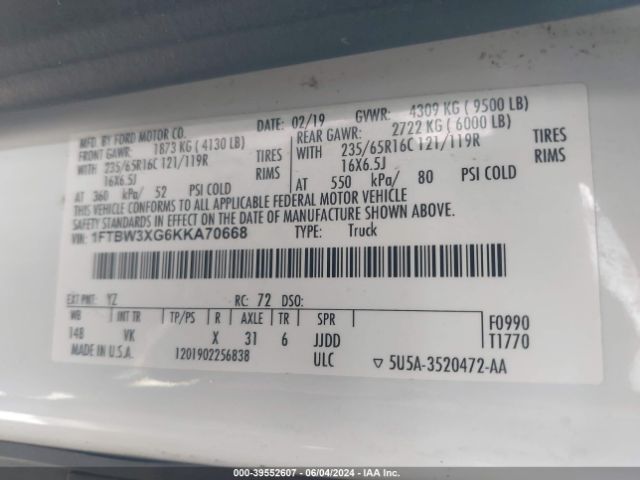 MFD. BY FORD MOTOR CO. DATE: 02/19 GVWR: 4309 KG ( 9500 LB)
FRONT GAWR: 1873 KG ( 4130 LB) REAR GAWR: 2722 KG ( 6000 LB)
WITH 235/65R16C 121/119R TIRES WITH 235/65R16C 121/119R TIRES
16X6.5J RIMS 16X6.5J RIMS
AT 360 kPa/ 52 PSI COLD AT 550 kPa/ 80 PSI COLD
THIS VEHICLE CONFORMS TO ALL APPLICABLE FEDERAL MOTOR VEHICLE
SAFETY STANDARDS IN EFFECT ON THE DATE OF MANUFACTURE SHOWN ABOVE.
VIN: 1FTBW3XG6KKA70668 TYPE: Truck
EXT PNT: YZ RC: 72 DSO:
WB INT TR TP/PS R AXLE TR SPR F0990
148 VK X 31 6 JJDD T1770
MADE IN U.S.A. 1201902256838 ULC ▽ 5U5A-3520472-AA
000-39552607 - 06/04/2024 - IAA Inc.